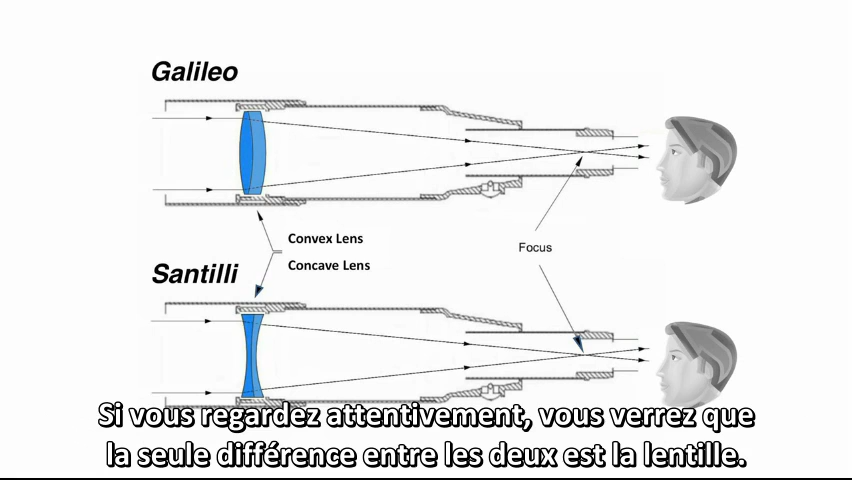 Galileo
Convex Lens
Concave Lens
Focus
Santilli
Si vous regardez attentivement, vous verrez que
la seule différence entre les deux est la lentille.